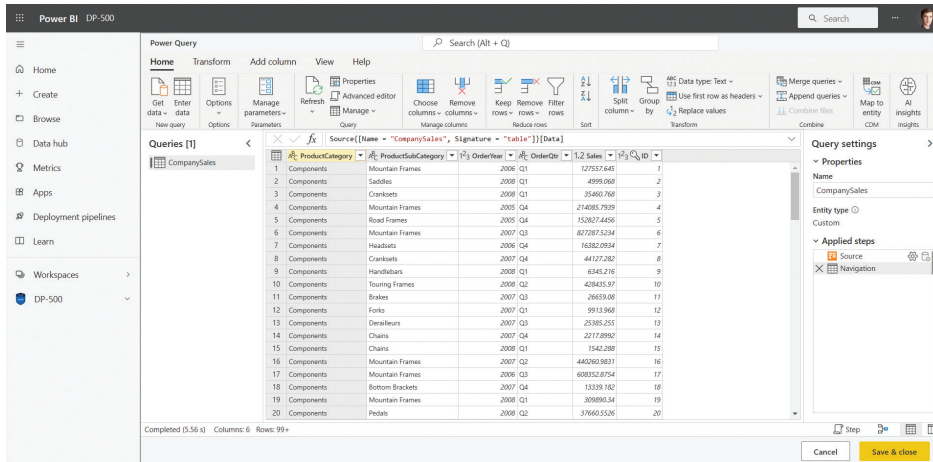 Power BI DP-500
Search
Home
Create
Browse
Data hub
Metrics
Apps
Deployment pipelines
Learn
Workspaces
DP-500
Power Query
Search (Alt + Q)
Home Transform Add column View Help
Get data
Enter data
New query
Options
Options
Manage parameters
Parameters
Refresh
Properties
Advanced editor
Manage
Query
Choose columns
Remove columns
Manage columns
Keep rows
Remove rows
Filter rows
Reduce rows
Sort
Split column
Group by
Data type: Text
Use first row as headers
Replace values
Transform
Merge queries
Append queries
Combine files
Combine
Map to entity
CDM
AI insights
Insights
Queries [1]
CompanySales
fx Source{[Name = "CompanySales", Signature = "table"]}[Data]
ProductCategory ProductSubCategory OrderYear OrderQtr 1.2 Sales ID
1 Components Mountain Frames 2006 Q1 127557.645 1
2 Components Saddles 2008 Q1 4999.068 2
3 Components Cranksets 2008 Q1 35460.768 3
4 Components Mountain Frames 2005 Q4 214085.7939 4
5 Components Road Frames 2005 Q4 152827.4456 5
6 Components Mountain Frames 2007 Q3 827287.5234 6
7 Components Headsets 2006 Q4 16382.0934 7
8 Components Cranksets 2007 Q4 44127.282 8
9 Components Handlebars 2008 Q1 6345.216 9
10 Components Touring Frames 2008 Q2 428435.97 10
11 Components Brakes 2007 Q3 26659.08 11
12 Components Forks 2007 Q1 9913.968 12
13 Components Derailleurs 2007 Q3 25385.255 13
14 Components Chains 2007 Q4 2217.8992 14
15 Components Chains 2008 Q1 1542.288 15
16 Components Mountain Frames 2007 Q2 440260.9831 16
17 Components Mountain Frames 2006 Q3 608352.8754 17
18 Components Bottom Brackets 2007 Q4 13339.182 18
19 Components Mountain Frames 2008 Q1 309890.34 19
20 Components Pedals 2008 Q2 37660.5526 20
Query settings
Properties
Name
CompanySales
Entity type
Custom
Applied steps
Source
Navigation
Completed (5.56 s) Columns: 6 Rows: 99+
Step
Cancel
Save & close